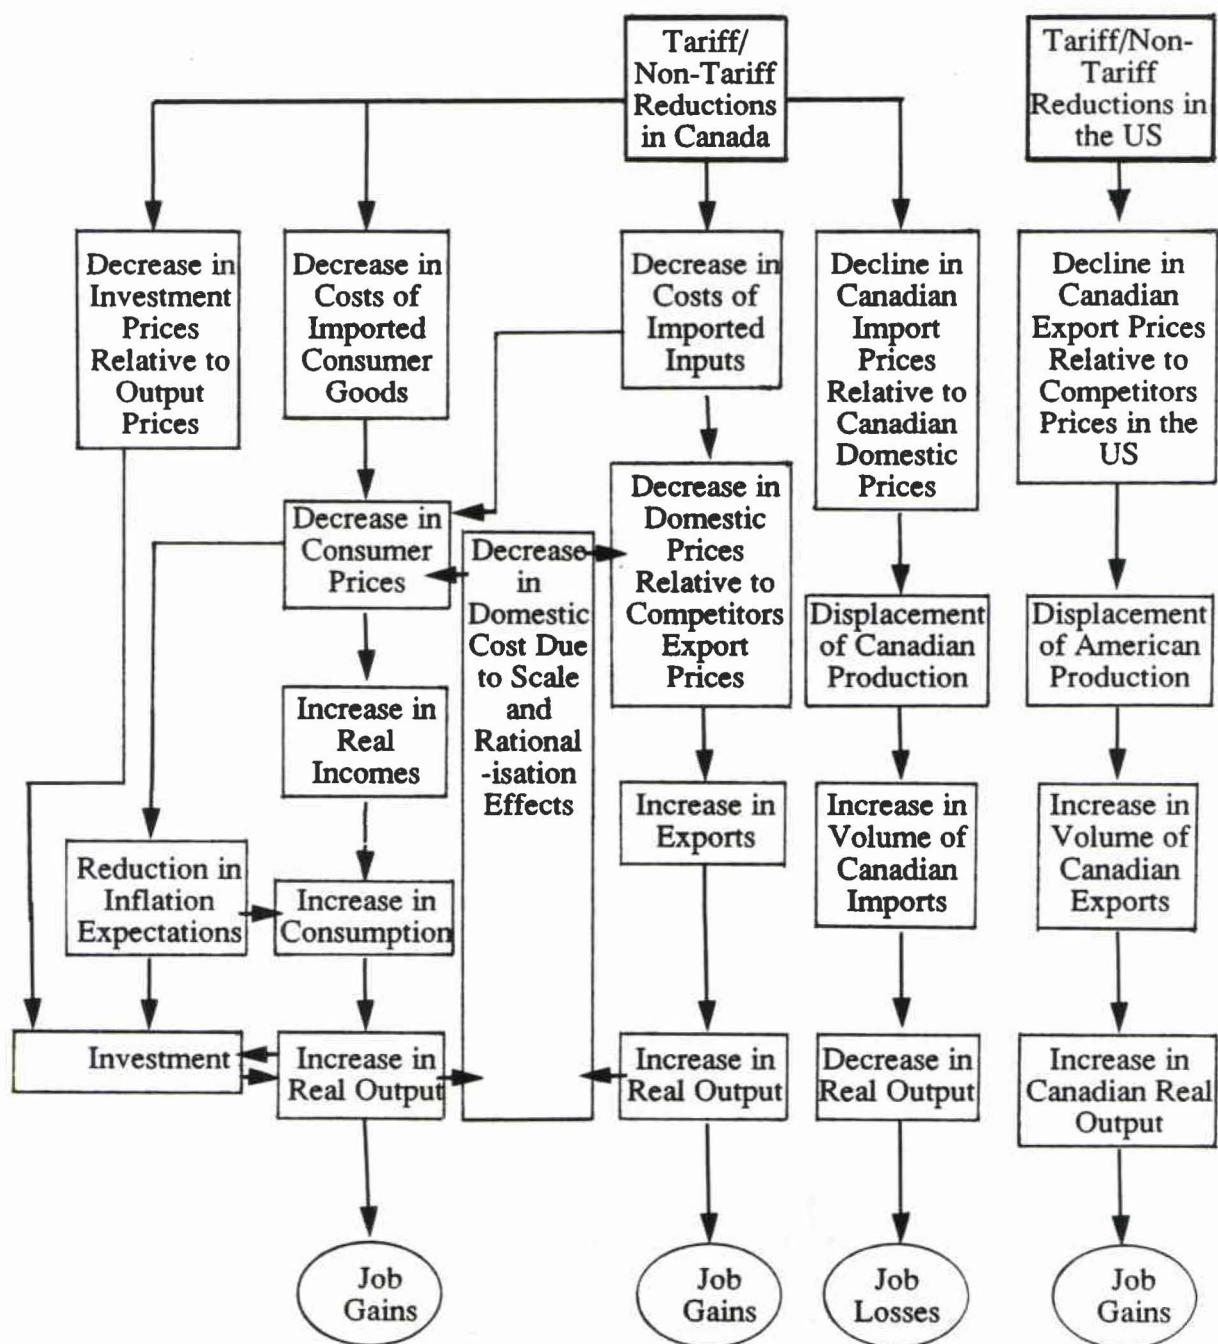 Tariff/
Non-Tariff
Reductions
in Canada
Tariff/Non-
Tariff
Reductions in
the US
Decrease in
Investment
Prices
Relative to
Output
Prices
Decrease in
Costs of
Imported
Consumer
Goods
Decrease in
Costs of
Imported
Inputs
Decline in
Canadian
Import
Prices
Relative to
Canadian
Domestic
Prices
Decline in
Canadian
Export Prices
Relative to
Competitors
Prices in the
US
Decrease in
Consumer
Prices
Decrease
in
Domestic
Cost Due
to Scale
and
Rational
-isation
Effects
Decrease in
Domestic
Prices
Relative to
Competitors
Export
Prices
Displacement
of Canadian
Production
Displacement
of American
Production
Increase in
Real
Incomes
Increase in
Exports
Increase in
Volume of
Canadian
Imports
Increase in
Volume of
Canadian
Exports
Reduction in
Inflation
Expectations
Increase in
Consumption
Investment
Increase in
Real Output
Increase in
Real Output
Decrease in
Real Output
Increase in
Canadian Real
Output
Job
Gains
Job
Gains
Job
Losses
Job
Gains